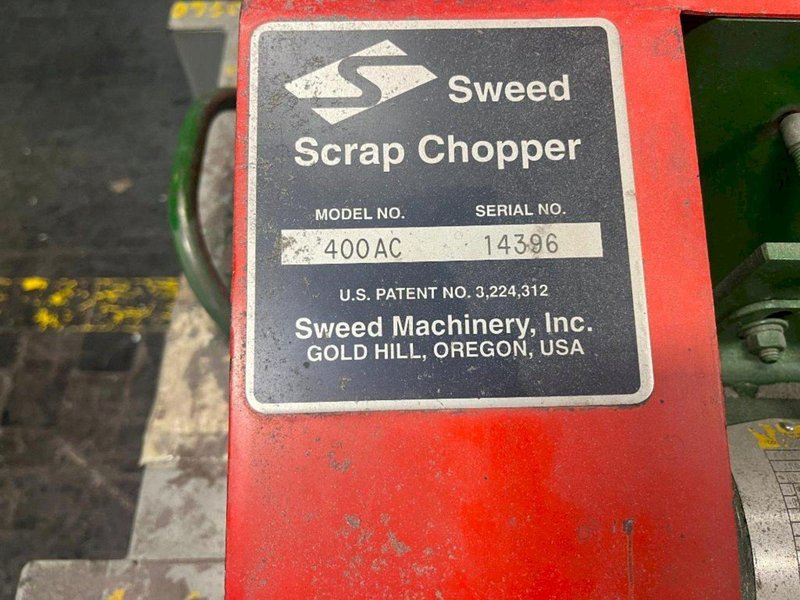 Sweed
Scrap Chopper
MODEL NO. SERIAL NO.
400AC 14396
U.S. PATENT NO. 3,224,312
Sweed Machinery, Inc.
GOLD HILL, OREGON, USA